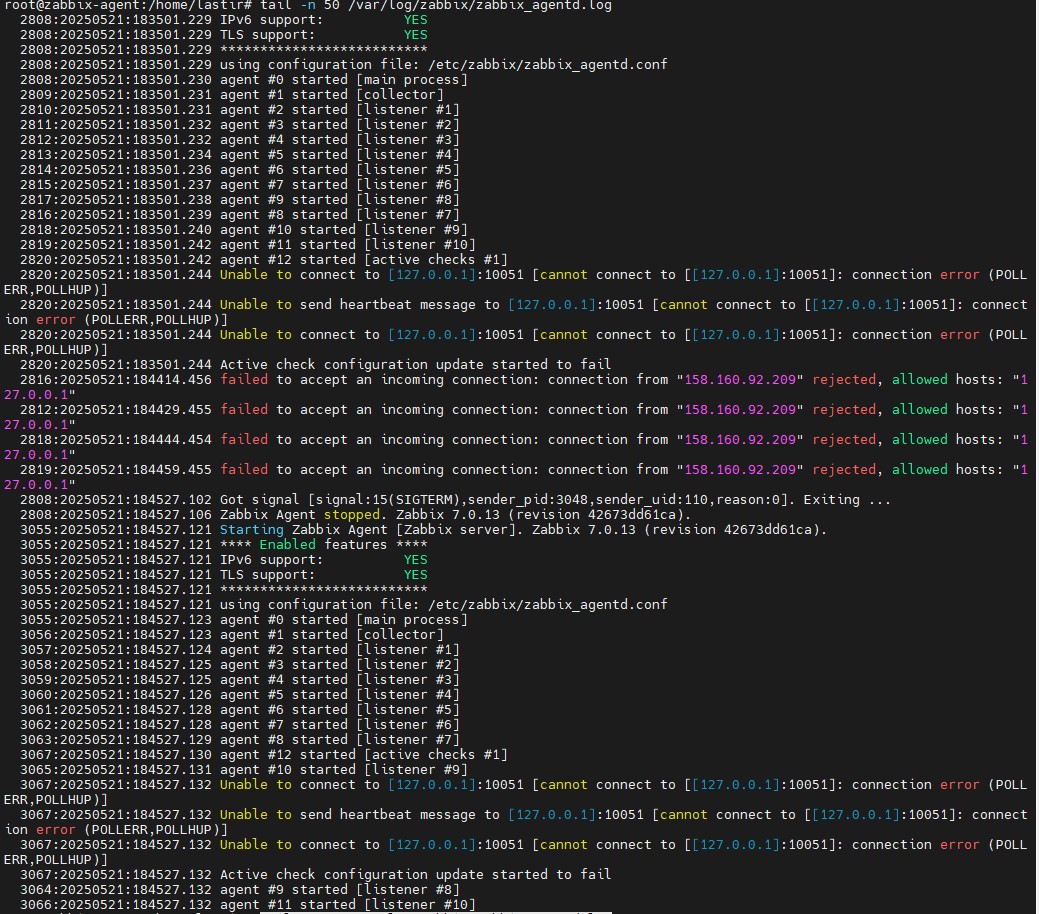 root@zabbix-agent:/home/lastir# tail -n 50 /var/log/zabbix/zabbix_agentd.log
2808:20250521:183501.229 IPv6 support: YES
2808:20250521:183501.229 TLS support: YES
2808:20250521:183501.229 **************************
2808:20250521:183501.229 using configuration file: /etc/zabbix/zabbix_agentd.conf
2808:20250521:183501.230 agent #0 started [main process]
2809:20250521:183501.231 agent #1 started [collector]
2810:20250521:183501.231 agent #2 started [listener #1]
2811:20250521:183501.232 agent #3 started [listener #2]
2812:20250521:183501.232 agent #4 started [listener #3]
2813:20250521:183501.234 agent #5 started [listener #4]
2814:20250521:183501.236 agent #6 started [listener #5]
2815:20250521:183501.237 agent #7 started [listener #6]
2817:20250521:183501.238 agent #9 started [listener #8]
2816:20250521:183501.239 agent #8 started [listener #7]
2818:20250521:183501.240 agent #10 started [listener #9]
2819:20250521:183501.242 agent #11 started [listener #10]
2820:20250521:183501.242 agent #12 started [active checks #1]
2820:20250521:183501.244 Unable to connect to [127.0.0.1]:10051 [cannot connect to [[127.0.0.1]:10051]: connection error (POLL
ERR,POLLHUP)]
2820:20250521:183501.244 Unable to send heartbeat message to [127.0.0.1]:10051 [cannot connect to [[127.0.0.1]:10051]: connect
ion error (POLLERR,POLLHUP)]
2820:20250521:183501.244 Unable to connect to [127.0.0.1]:10051 [cannot connect to [[127.0.0.1]:10051]: connection error (POLL
ERR,POLLHUP)]
2820:20250521:183501.244 Active check configuration update started to fail
2816:20250521:184414.456 failed to accept an incoming connection: connection from "158.160.92.209" rejected, allowed hosts: "1
27.0.0.1"
2812:20250521:184429.455 failed to accept an incoming connection: connection from "158.160.92.209" rejected, allowed hosts: "1
27.0.0.1"
2818:20250521:184444.454 failed to accept an incoming connection: connection from "158.160.92.209" rejected, allowed hosts: "1
27.0.0.1"
2819:20250521:184459.455 failed to accept an incoming connection: connection from "158.160.92.209" rejected, allowed hosts: "1
27.0.0.1"
2808:20250521:184527.102 Got signal [signal:15(SIGTERM),sender_pid:3048,sender_uid:110,reason:0]. Exiting ...
2808:20250521:184527.106 Zabbix Agent stopped. Zabbix 7.0.13 (revision 42673dd61ca).
3055:20250521:184527.121 Starting Zabbix Agent [Zabbix server]. Zabbix 7.0.13 (revision 42673dd61ca).
3055:20250521:184527.121 **** Enabled features ****
3055:20250521:184527.121 IPv6 support: YES
3055:20250521:184527.121 TLS support: YES
3055:20250521:184527.121 **************************
3055:20250521:184527.121 using configuration file: /etc/zabbix/zabbix_agentd.conf
3055:20250521:184527.123 agent #0 started [main process]
3056:20250521:184527.123 agent #1 started [collector]
3057:20250521:184527.124 agent #2 started [listener #1]
3058:20250521:184527.125 agent #3 started [listener #2]
3059:20250521:184527.125 agent #4 started [listener #3]
3060:20250521:184527.126 agent #5 started [listener #4]
3061:20250521:184527.128 agent #6 started [listener #5]
3062:20250521:184527.128 agent #7 started [listener #6]
3063:20250521:184527.129 agent #8 started [listener #7]
3067:20250521:184527.130 agent #12 started [active checks #1]
3065:20250521:184527.131 agent #10 started [listener #9]
3067:20250521:184527.132 Unable to connect to [127.0.0.1]:10051 [cannot connect to [[127.0.0.1]:10051]: connection error (POLL
ERR,POLLHUP)]
3067:20250521:184527.132 Unable to send heartbeat message to [127.0.0.1]:10051 [cannot connect to [[127.0.0.1]:10051]: connect
ion error (POLLERR,POLLHUP)]
3067:20250521:184527.132 Unable to connect to [127.0.0.1]:10051 [cannot connect to [[127.0.0.1]:10051]: connection error (POLL
ERR,POLLHUP)]
3067:20250521:184527.132 Active check configuration update started to fail
3064:20250521:184527.132 agent #9 started [listener #8]
3066:20250521:184527.132 agent #11 started [listener #10]